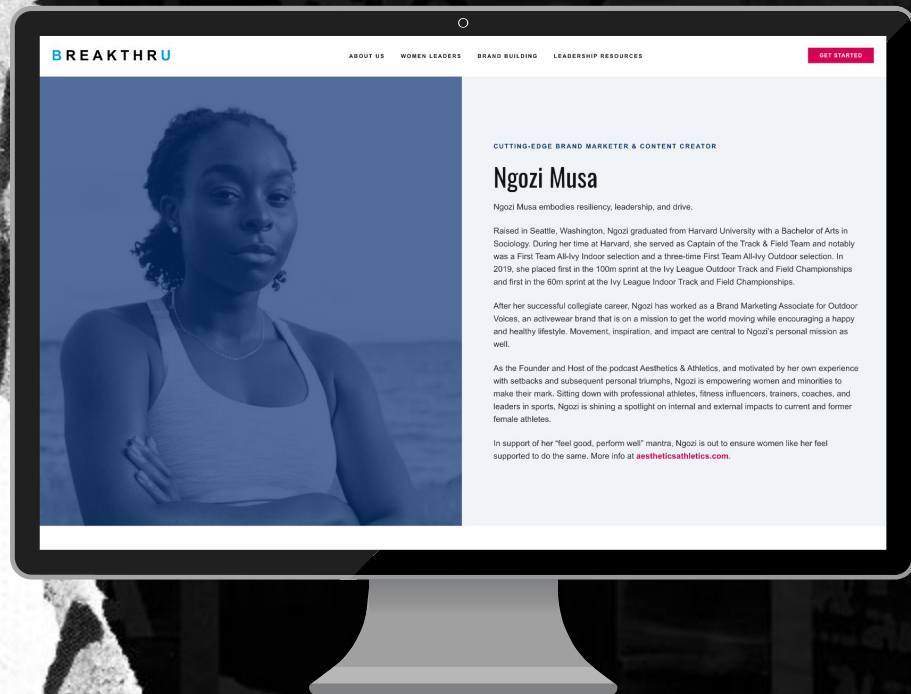 BREAKTHRU
ABOUT US WOMEN LEADERS BRAND BUILDING LEADERSHIP RESOURCES
GET STARTED
CUTTING-EDGE BRAND MARKETER & CONTENT CREATOR
Ngozi Musa
Ngozi Musa embodies resiliency, leadership, and drive.
Raised in Seattle, Washington, Ngozi graduated from Harvard University with a Bachelor of Arts in
Sociology. During her time at Harvard, she served as Captain of the Track & Field Team and notably
was a First Team All-Ivy Indoor selection and a three-time First Team All-Ivy Outdoor selection. In
2019, she placed first in the 100m sprint at the Ivy League Outdoor Track and Field Championships
and first in the 60m sprint at the Ivy League Indoor Track and Field Championships.
After her successful collegiate career, Ngozi has worked as a Brand Marketing Associate for Outdoor
Voices, an activewear brand that is on a mission to get the world moving while encouraging a happy
and healthy lifestyle. Movement, inspiration, and impact are central to Ngozi's personal mission as
well.
As the Founder and Host of the podcast Aesthetics & Athletics, and motivated by her own experience
with setbacks and subsequent personal triumphs, Ngozi is empowering women and minorities to
make their mark. Sitting down with professional athletes, fitness influencers, trainers, coaches, and
leaders in sports, Ngozi is shining a spotlight on internal and external impacts to current and former
female athletes.
In support of her “feel good, perform well” mantra, Ngozi is out to ensure women like her feel
supported to do the same. More info at aestheticsathletics.com.